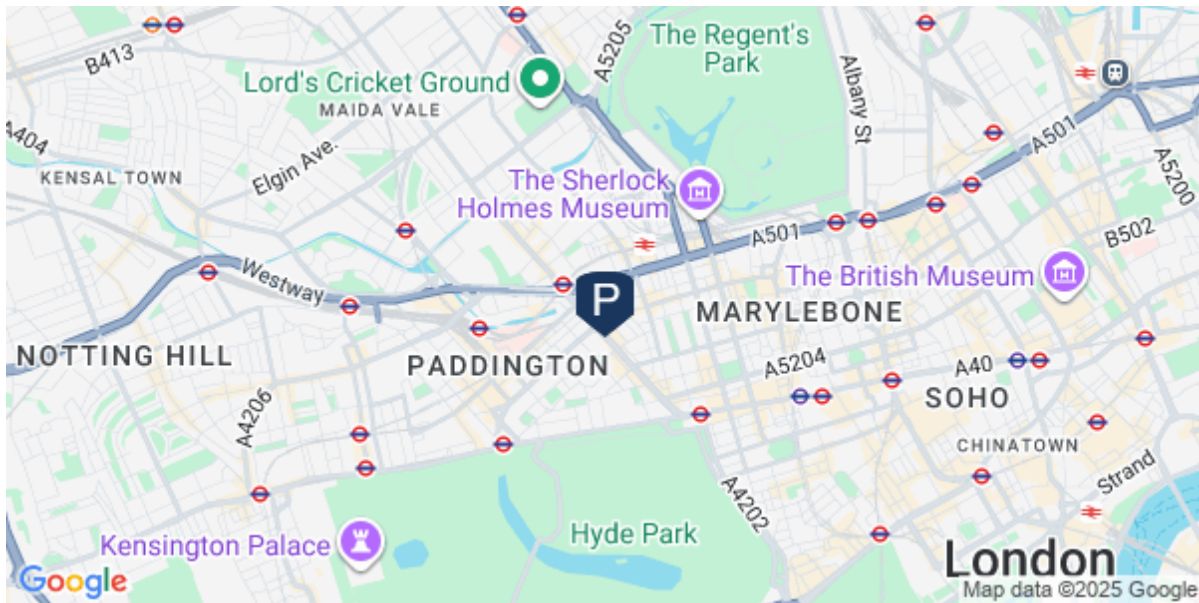 B413
Lord's Cricket Ground
MAIDA VALE
A5205
The Regent's
Park
Albany St
A501
A5200
A404
KENSAL TOWN
Elgin Ave.
The Sherlock
Holmes Museum
A501
B502
Westway
The British Museum
P
MARYLEBONE
NOTTING HILL
PADDINGTON
A5204
A40
SOHO
A4206
CHINATOWN
Strand
A4202
Kensington Palace
Hyde Park
London
Google
Map data ©2025 Google